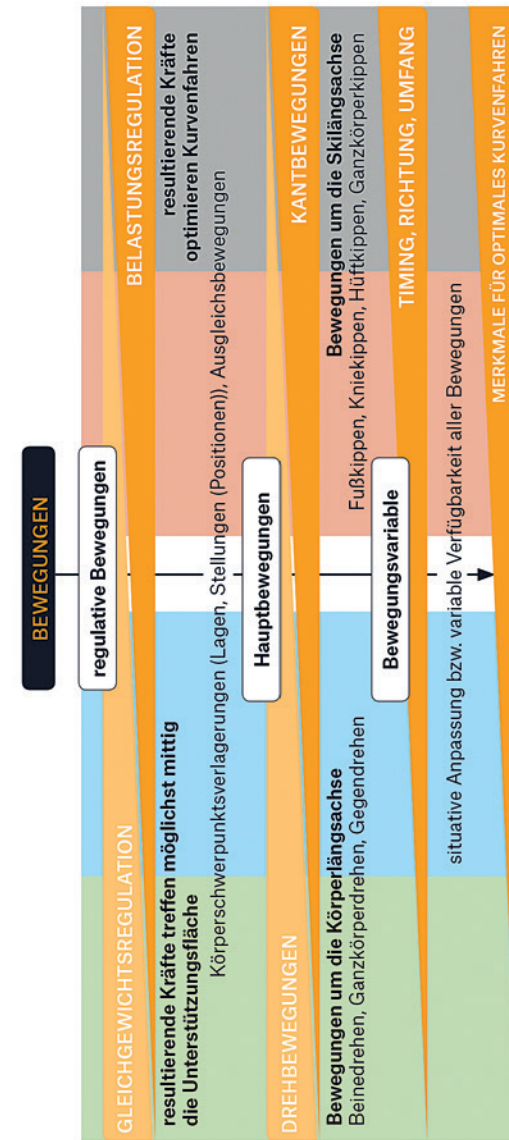 BEWEGUNGEN
regulative Bewegungen
GLEICHGEWICHTSREGULATION
BELASTUNGSREGULATION
resultierende Kräfte treffen möglichst mittig
die Unterstützungsfläche
resultierende Kräfte
optimieren Kurvenfahren
Körperschwerpunktsverlagerungen (Lagen, Stellungen (Positionen)), Ausgleichsbewegungen
Hauptbewegungen
DREHBEWEGUNGEN
KANTBEWEGUNGEN
Bewegungen um die Körperlängsachse
Beinedrehen, Ganzkörperdrehen, Gegendrehen
Bewegungen um die Skilängsachse
Fußkippen, Kniekippen, Hüftkippen, Ganzkörperkippen
Bewegungsvariable
TIMING, RICHTUNG, UMFANG
situative Anpassung bzw. variable Verfügbarkeit aller Bewegungen
MERKMALE FÜR OPTIMALES KURVENFAHREN